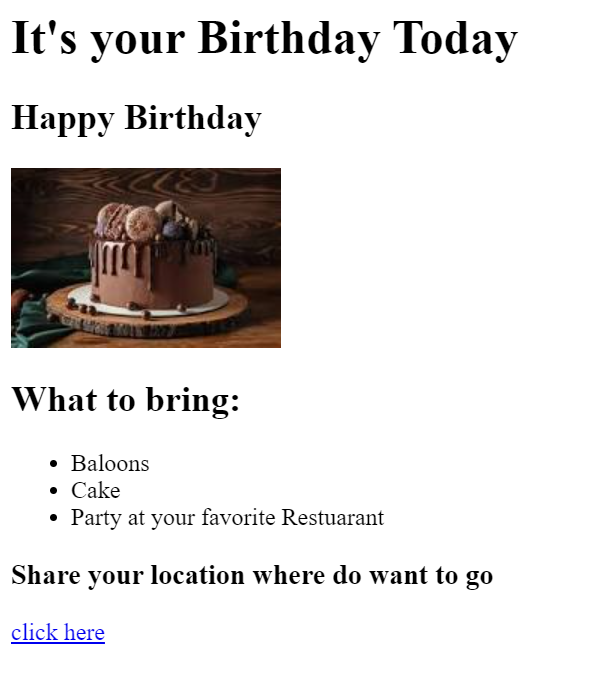 It's your Birthday Today
Happy Birthday
What to bring:
Baloons
Cake
Party at your favorite Restuarant
Share your location where do want to go
click here